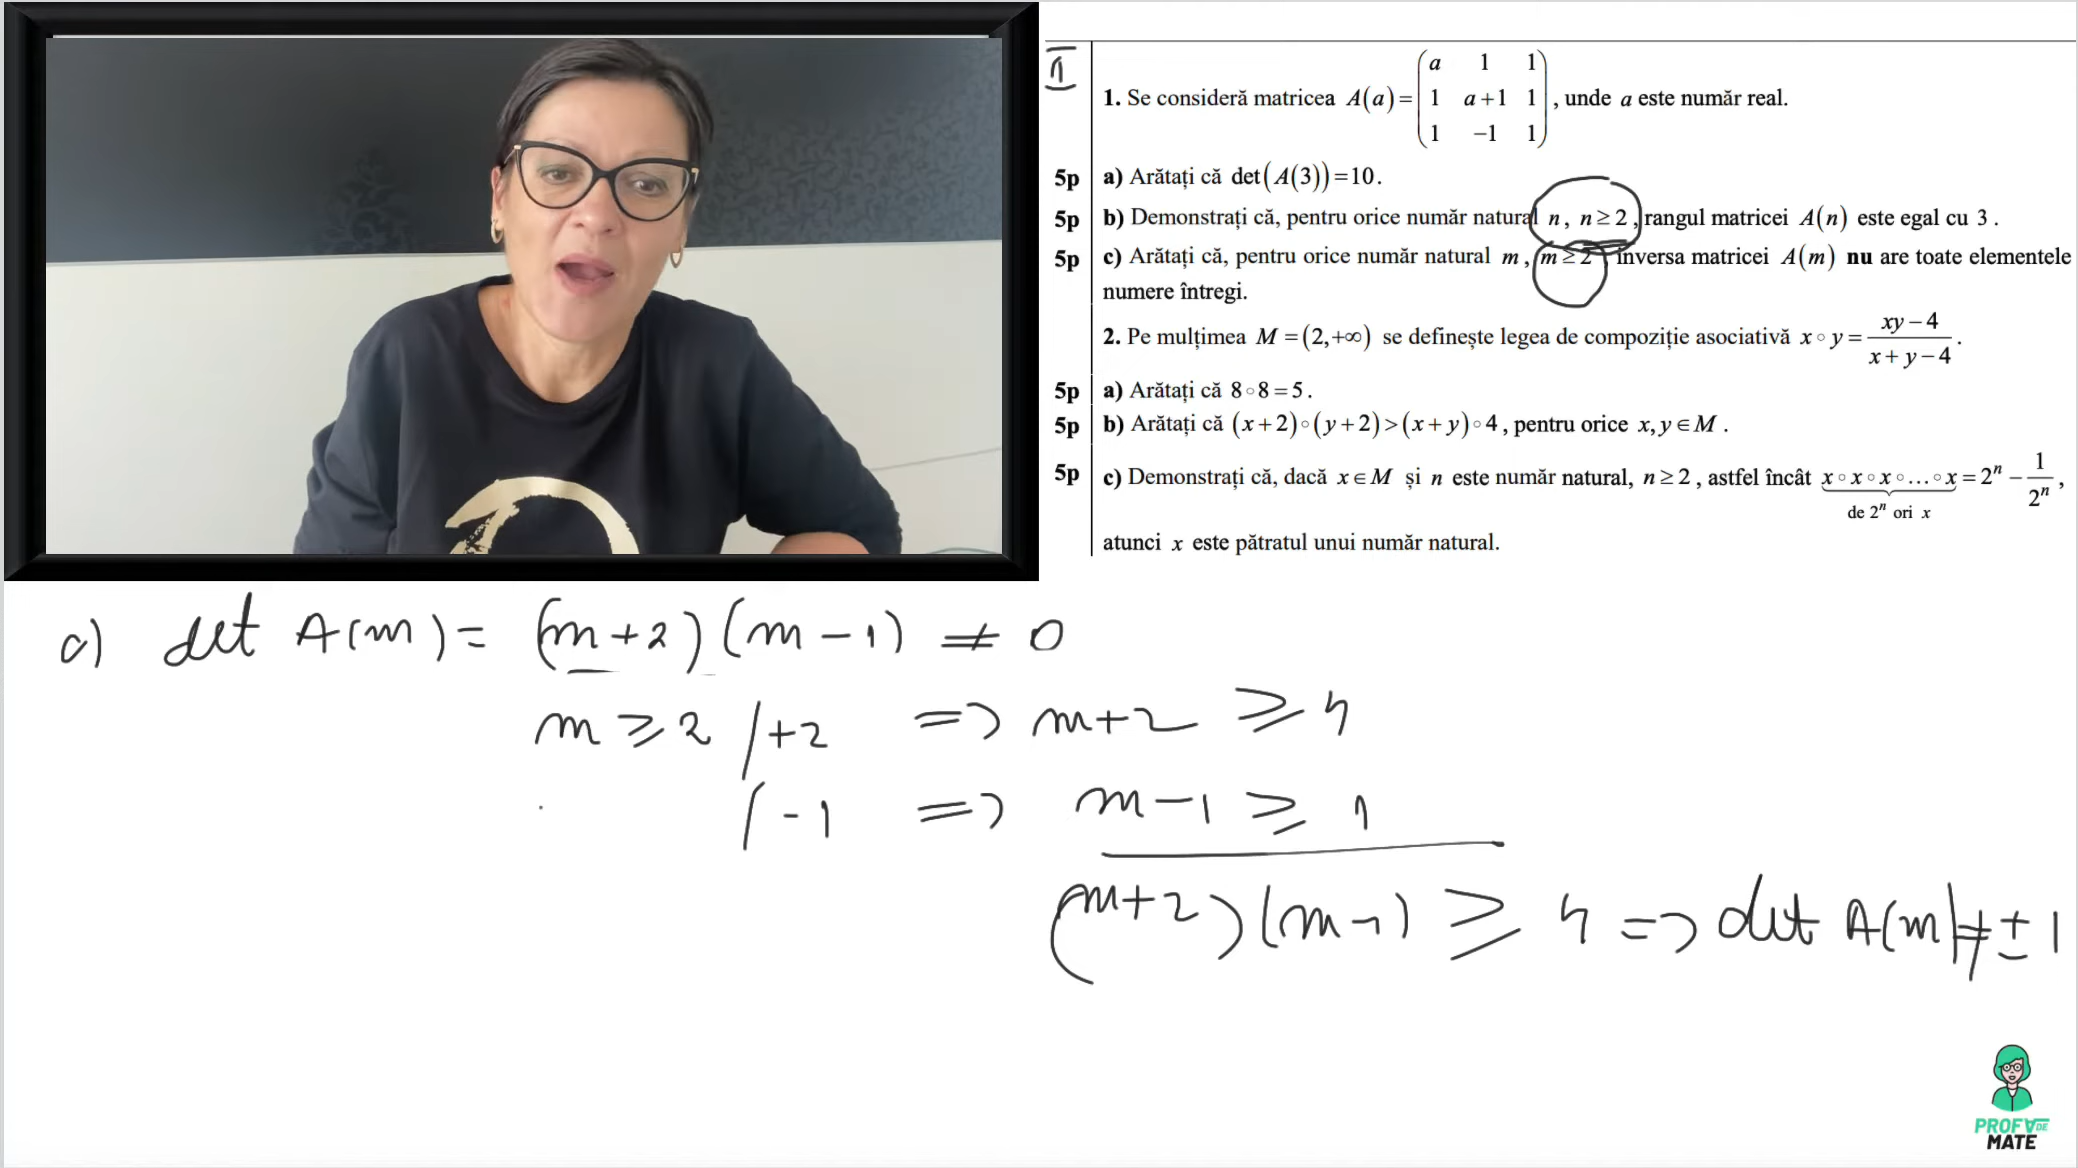 II
1. Se consideră matricea A(a) = ( a 1 1
1 a+1 1
1 −1 1 ), unde a este număr real.
5p a) Arătați că det(A(3)) = 10.
5p b) Demonstrați că, pentru orice număr natural n, n ≥ 2, rangul matricei A(n) este egal cu 3.
5p c) Arătați că, pentru orice număr natural m, m ≥ 2, inversa matricei A(m) nu are toate elementele
numere întregi.
2. Pe mulțimea M = (2,+∞) se definește legea de compoziție asociativă x∘y = (xy−4)/(x+y−4).
5p a) Arătați că 8∘8 = 5.
5p b) Arătați că (x+2)∘(y+2) > (x+y)∘4, pentru orice x, y ∈ M.
5p c) Demonstrați că, dacă x ∈ M și n este număr natural, n ≥ 2, astfel încât x∘x∘x∘...∘x = 2ⁿ − 1/2ⁿ,
de 2ⁿ ori x
atunci x este pătratul unui număr natural.
c) det A(m) = (m+2)(m−1) ≠ 0
m ≥ 2 /+2 => m+2 ≥ 4
/−1 => m−1 ≥ 1
(m+2)(m−1) ≥ 4 => det A(m) ≠ ±1
PROFA DE
MATE